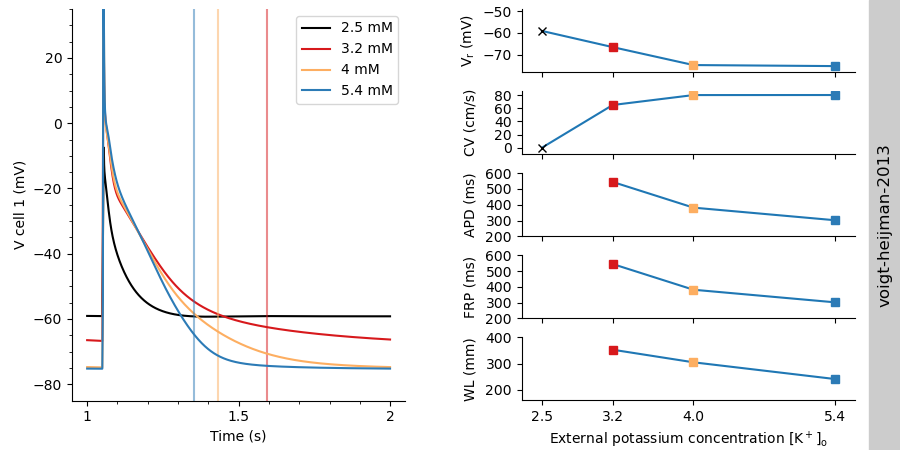 20
0
−20
−40
−60
−80
V cell 1 (mV)
1
1.5
2
Time (s)
2.5 mM
3.2 mM
4 mM
5.4 mM
−50
−60
−70
Vr (mV)
80
60
40
20
0
CV (cm/s)
600
500
400
300
200
APD (ms)
600
500
400
300
200
FRP (ms)
400
300
200
WL (mm)
2.5
3.2
4.0
5.4
External potassium concentration [K⁺]ₒ
voigt-heijman-2013